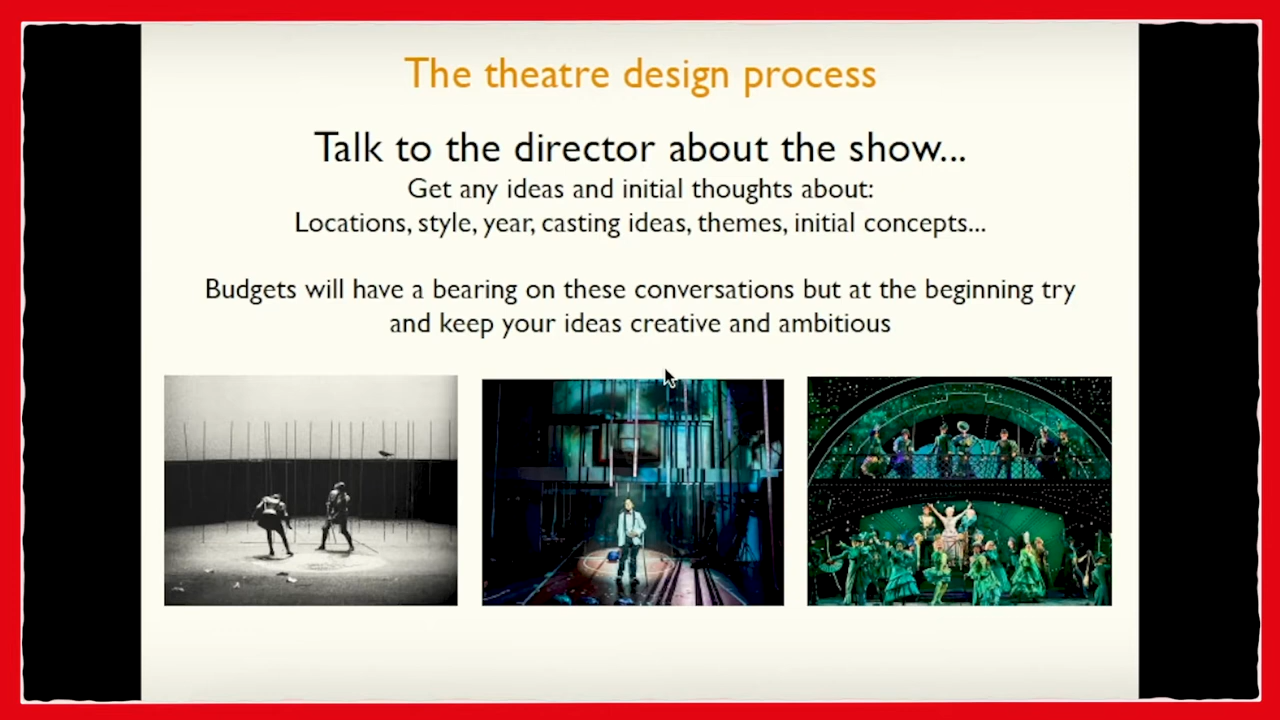 The theatre design process
Talk to the director about the show...
Get any ideas and initial thoughts about:
Locations, style, year, casting ideas, themes, initial concepts...
Budgets will have a bearing on these conversations but at the beginning try
and keep your ideas creative and ambitious